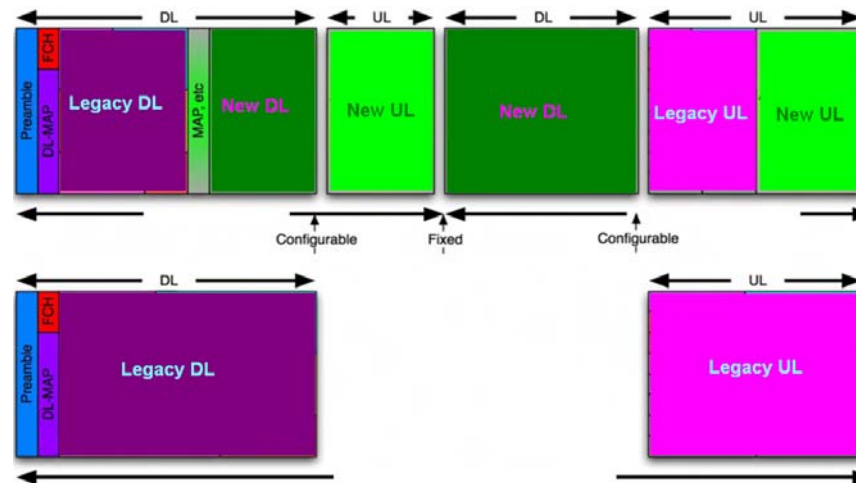 DL
UL
DL
UL
Preamble
FCH
DL-MAP
Legacy DL
MAP, etc
New DL
New UL
New DL
Legacy UL
New UL
Configurable
Fixed
Configurable
DL
UL
Preamble
FCH
DL-MAP
Legacy DL
Legacy UL